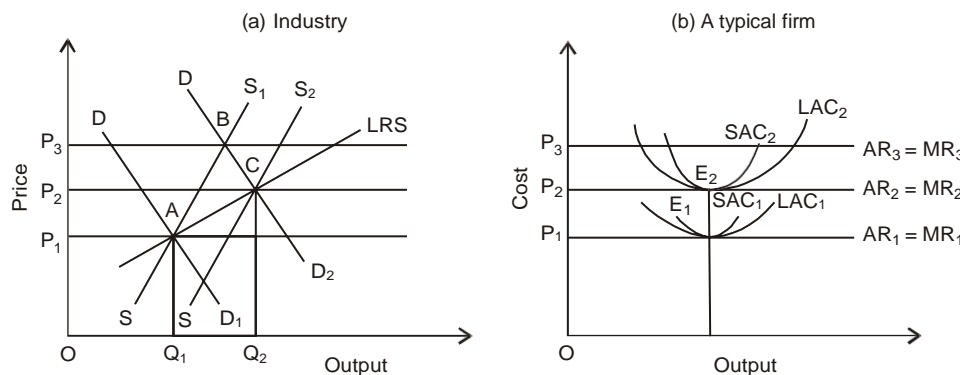 (a) Industry
Price
D
D
S₁
S₂
LRS
B
P₃
C
P₂
A
P₁
D₂
S
S
D₁
O
Q₁
Q₂
Output
(b) A typical firm
Cost
LAC₂
SAC₂
P₃
AR₃ = MR₃
E₂
P₂
AR₂ = MR₂
E₁
SAC₁
LAC₁
P₁
AR₁ = MR₁
O
Output